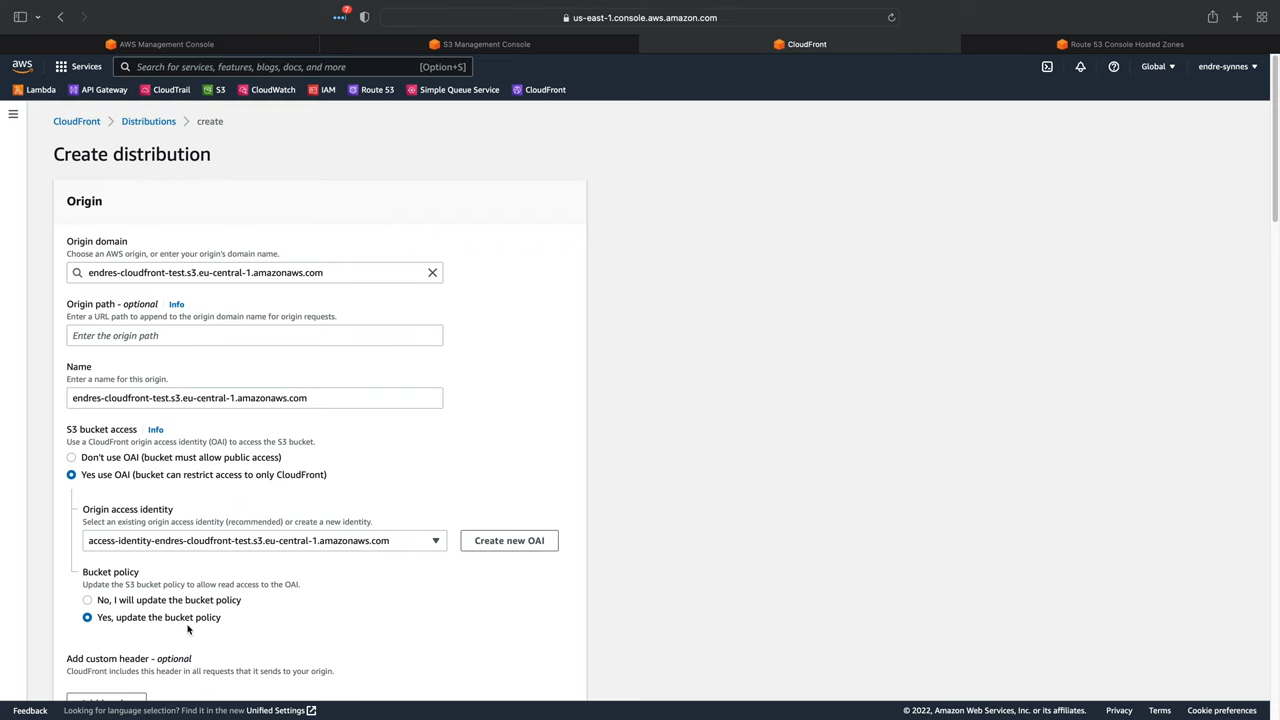 7
us-east-1.console.aws.amazon.com
AWS Management Console
S3 Management Console
CloudFront
Route 53 Console Hosted Zones
aws
Services
Search for services, features, blogs, docs, and more
[Option+S]
Global
endre-synnes
Lambda
API Gateway
CloudTrail
S3
CloudWatch
IAM
Route 53
Simple Queue Service
CloudFront
CloudFront
Distributions
create
Create distribution
Origin
Origin domain
Choose an AWS origin, or enter your origin's domain name.
endres-cloudfront-test.s3.eu-central-1.amazonaws.com
Origin path - optional
Info
Enter a URL path to append to the origin domain name for origin requests.
Enter the origin path
Name
Enter a name for this origin.
endres-cloudfront-test.s3.eu-central-1.amazonaws.com
S3 bucket access
Info
Use a CloudFront origin access identity (OAI) to access the S3 bucket.
Don't use OAI (bucket must allow public access)
Yes use OAI (bucket can restrict access to only CloudFront)
Origin access identity
Select an existing origin access identity (recommended) or create a new identity.
access-identity-endres-cloudfront-test.s3.eu-central-1.amazonaws.com
Create new OAI
Bucket policy
Update the S3 bucket policy to allow read access to the OAI.
No, I will update the bucket policy
Yes, update the bucket policy
Add custom header - optional
CloudFront includes this header in all requests that it sends to your origin.
Feedback
Looking for language selection? Find it in the new Unified Settings
© 2022, Amazon Web Services, Inc. or its affiliates.
Privacy
Terms
Cookie preferences